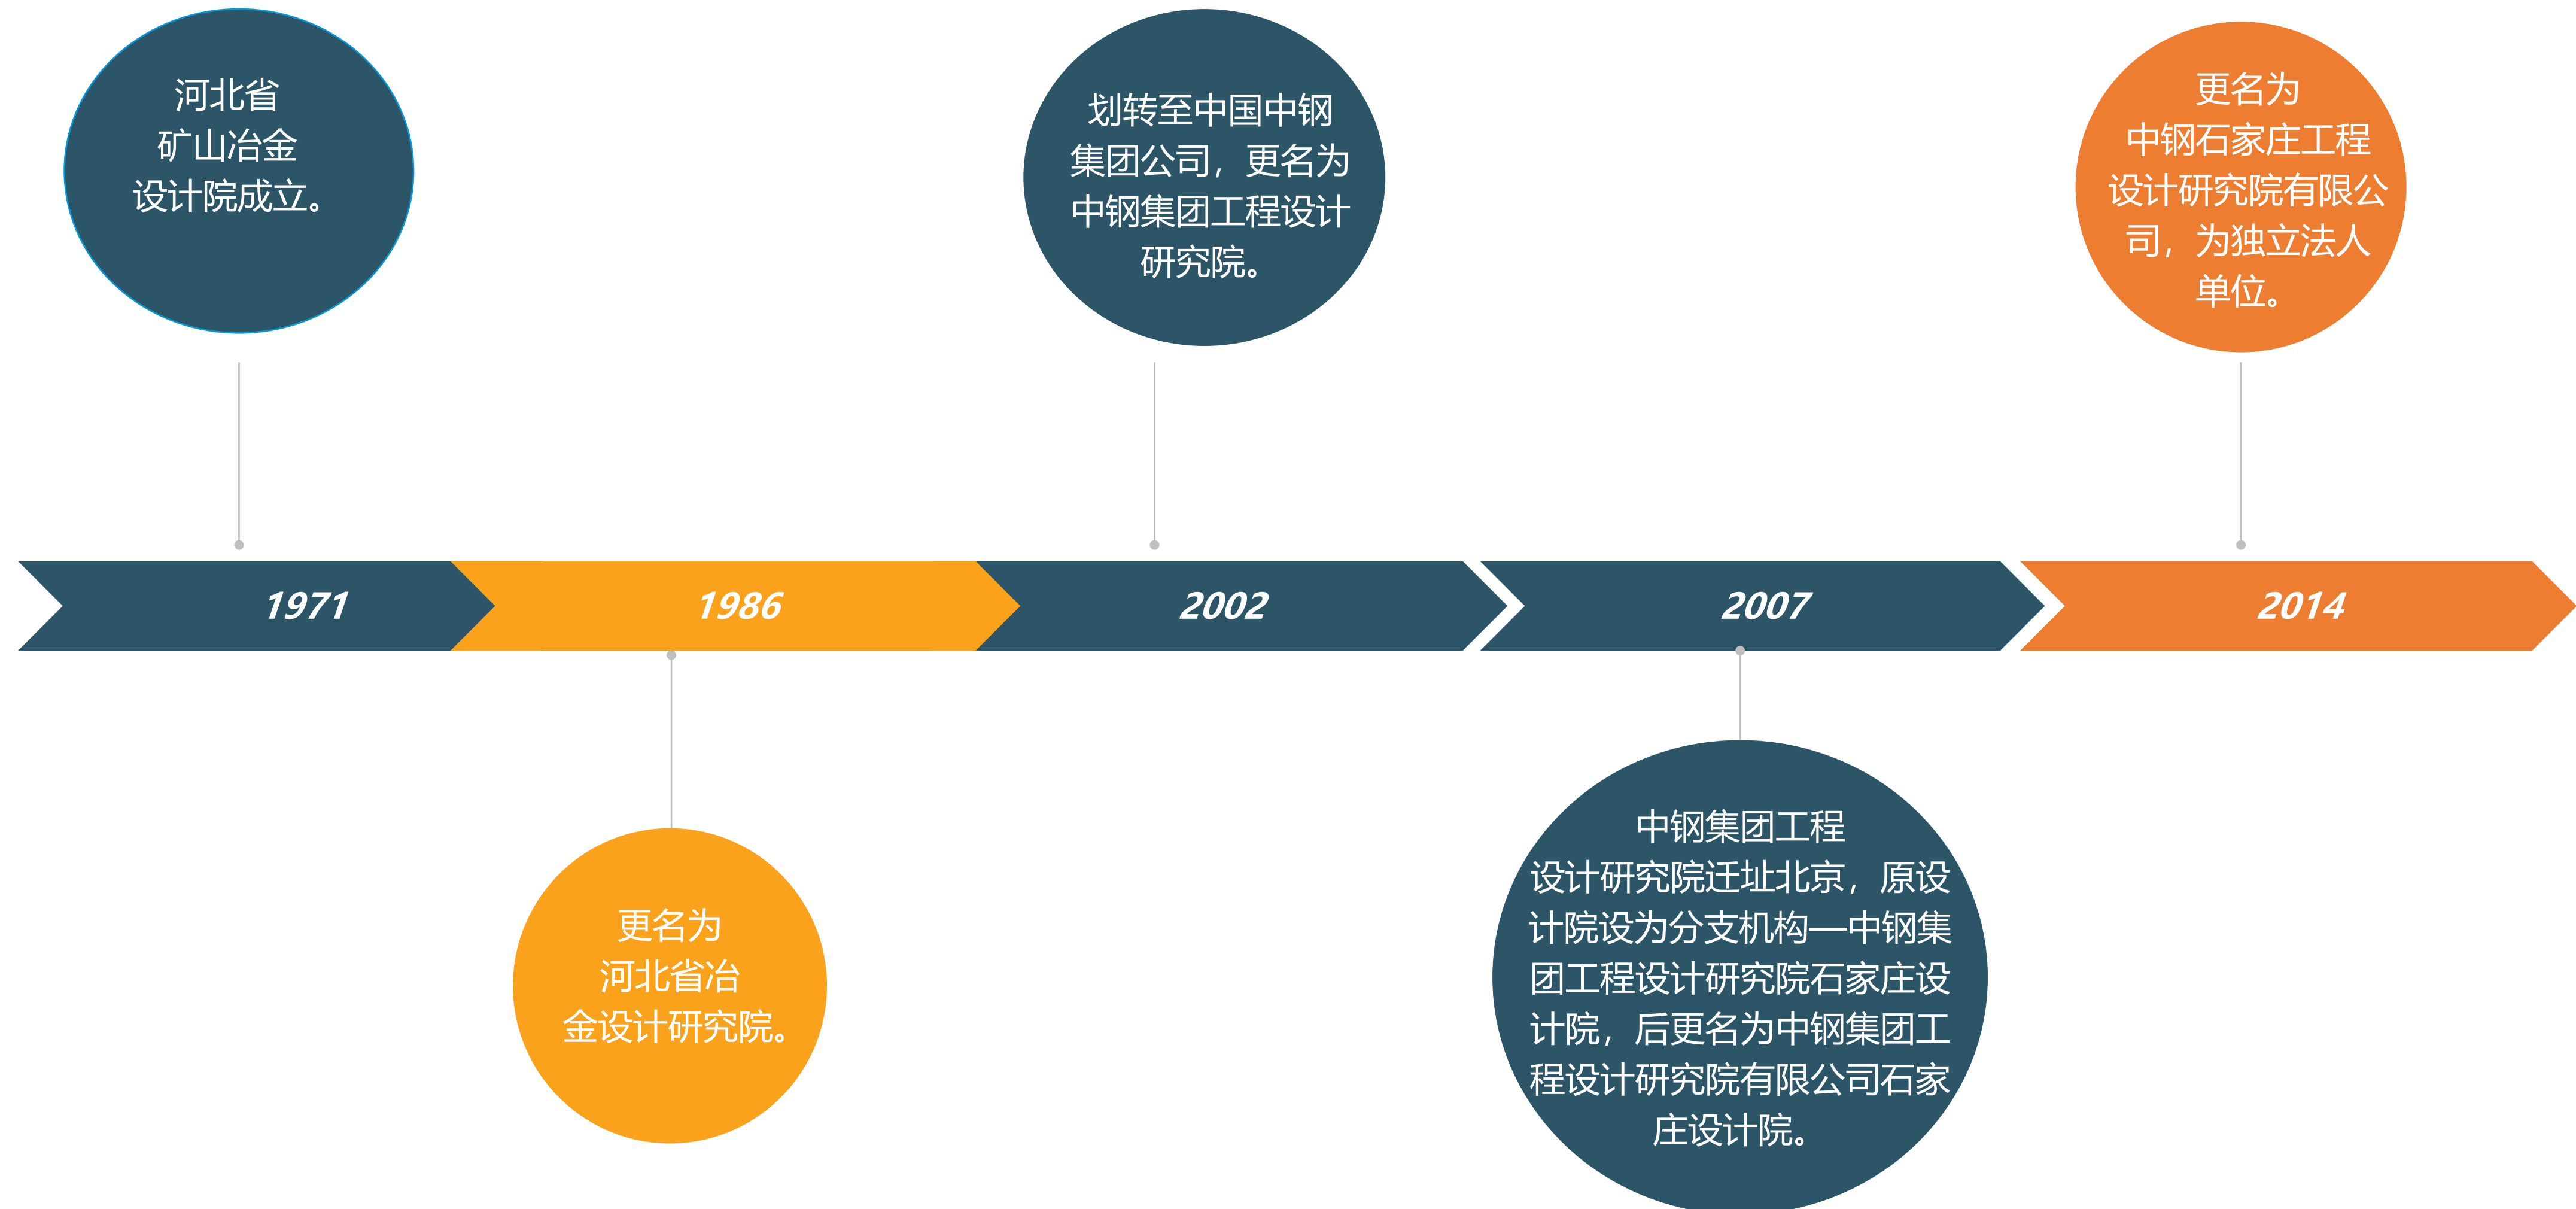 河北省
矿山冶金
设计院成立。
划转至中国中钢
集团公司，更名为
中钢集团工程设计
研究院。
更名为
中钢石家庄工程
设计研究院有限公
司，为独立法人
单位。
1971
1986
2002
2007
2014
更名为
河北省冶
金设计研究院。
中钢集团工程
设计研究院迁址北京，原设
计院设为分支机构—中钢集
团工程设计研究院石家庄设
计院，后更名为中钢集团工
程设计研究院有限公司石家
庄设计院。